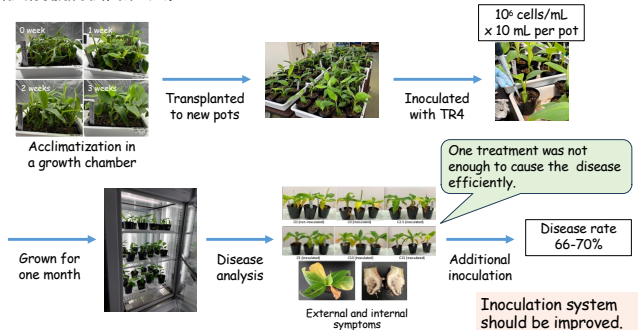 0 week
1 week
2 weeks
3 weeks
Acclimatization in
a growth chamber
Transplanted
to new pots
Inoculated
with TR4
10⁶ cells/mL
x 10 mL per pot
One treatment was not
enough to cause the disease
efficiently.
Grown for
one month
Disease
analysis
External and internal
symptoms
Additional
inoculation
Disease rate
66-70%
Inoculation system
should be improved.